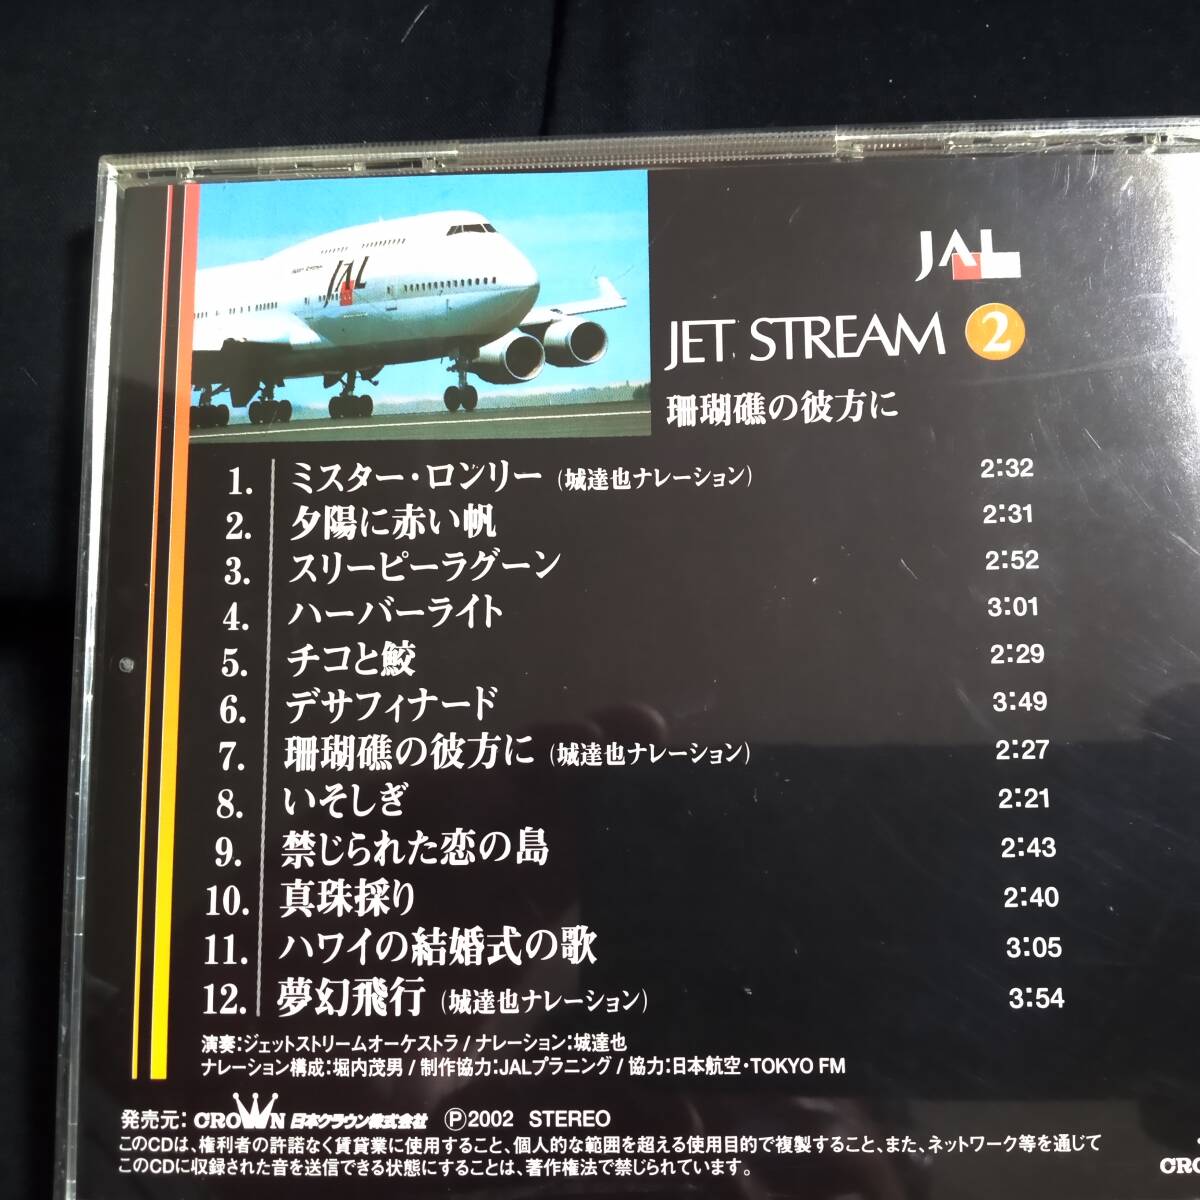 JAL
JAL
JET STREAM 2
珊瑚礁の彼方に
1. ミスター・ロンリー (城達也ナレーション) 2:32
2. 夕陽に赤い帆 2:31
3. スリーピーラグーン 2:52
4. ハーバーライト 3:01
5. チコと鮫 2:29
6. デサフィナード 3:49
7. 珊瑚礁の彼方に (城達也ナレーション) 2:27
8. いそしぎ 2:21
9. 禁じられた恋の島 2:43
10. 真珠採り 2:40
11. ハワイの結婚式の歌 3:05
12. 夢幻飛行 (城達也ナレーション) 3:54
演奏:ジェットストリームオーケストラ / ナレーション:城達也
ナレーション構成:堀内茂男 / 制作協力:JALプラニング / 協力:日本航空・TOKYO FM
発売元: CROWN 日本クラウン株式会社 Ⓟ2002 STEREO
このCDは、権利者の許諾なく賃貸業に使用すること、個人的な範囲を超える使用目的で複製すること、また、ネットワーク等を通じて
このCDに収録された音を送信できる状態にすることは、著作権法で禁じられています。